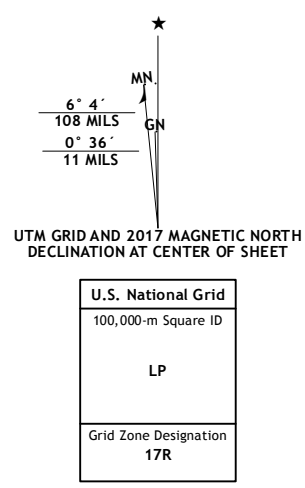 ★
MN.
6° 4´
108 MILS
GN
0° 36´
11 MILS
UTM GRID AND 2017 MAGNETIC NORTH
DECLINATION AT CENTER OF SHEET
U.S. National Grid
100,000-m Square ID
LP
Grid Zone Designation
17R